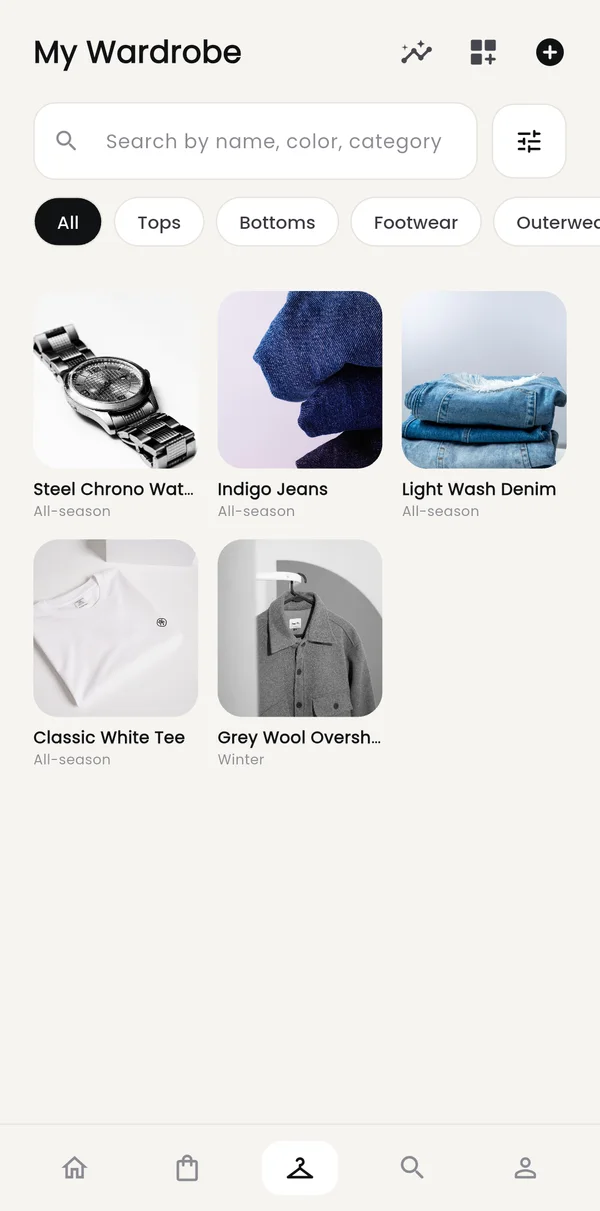 My Wardrobe
Search by name, color, category
All
Tops
Bottoms
Footwear
Outerwea
Steel Chrono Wat...
Indigo Jeans
Light Wash Denim
All-season
All-season
All-season
Classic White Tee
Grey Wool Oversh...
All-season
Winter